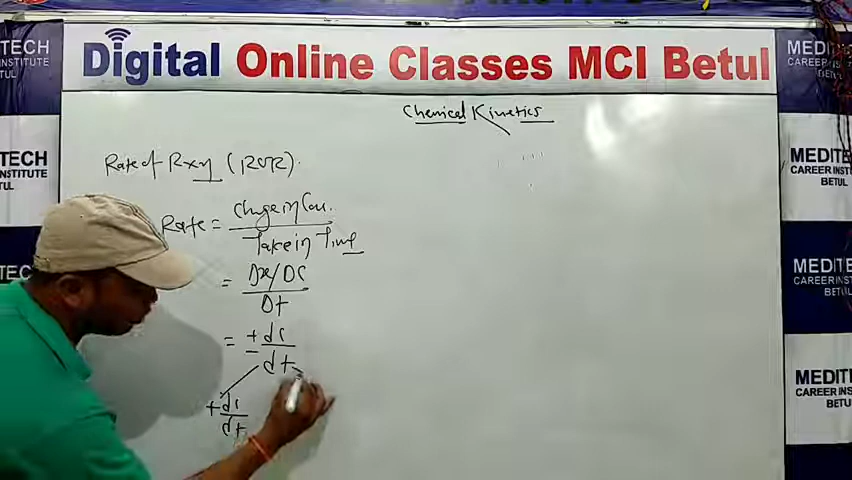 Digital Online Classes MCI Betul
MEDITECH
CAREER INSTITUTE
BETUL
Chemical Kinetics
Rate of Rxn (ROR).
Rate = Change in Con.
Take in Time
= Dx/DC
Dt
= ± dc
dt
+ dc
dt